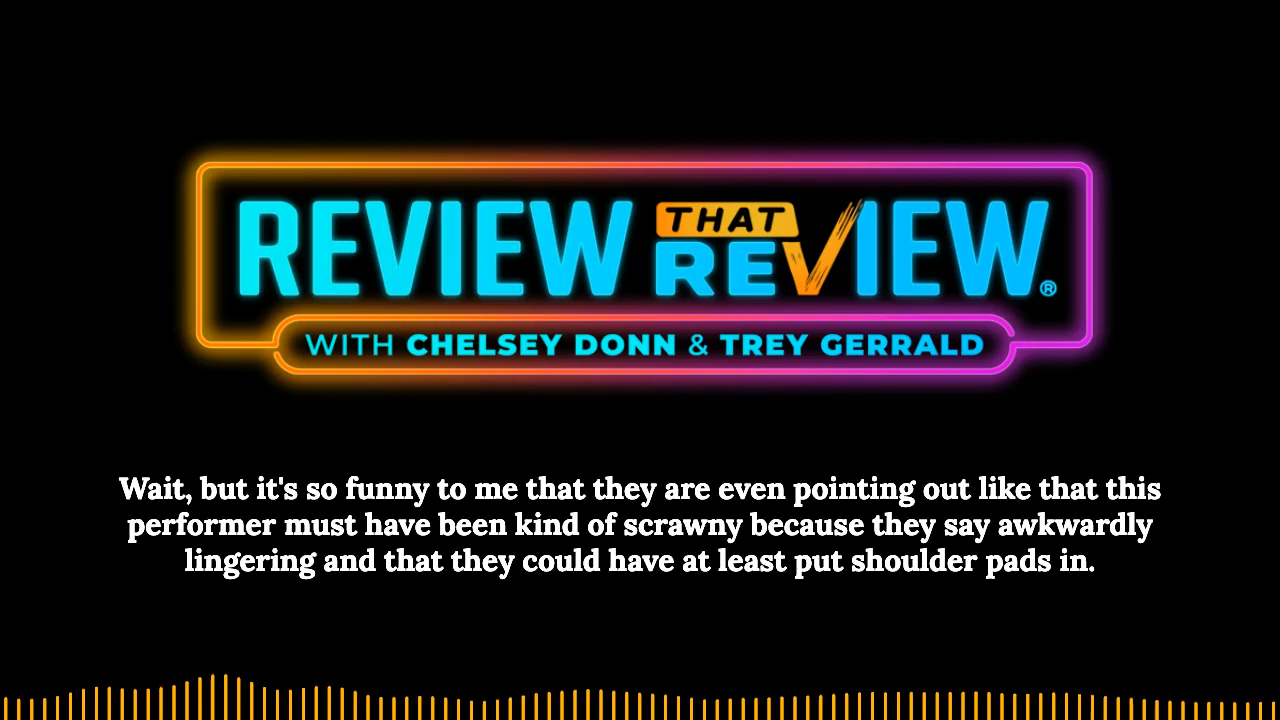 REVIEW THAT REVIEW®
WITH CHELSEY DONN & TREY GERRALD
Wait, but it's so funny to me that they are even pointing out like that this
performer must have been kind of scrawny because they say awkwardly
lingering and that they could have at least put shoulder pads in.